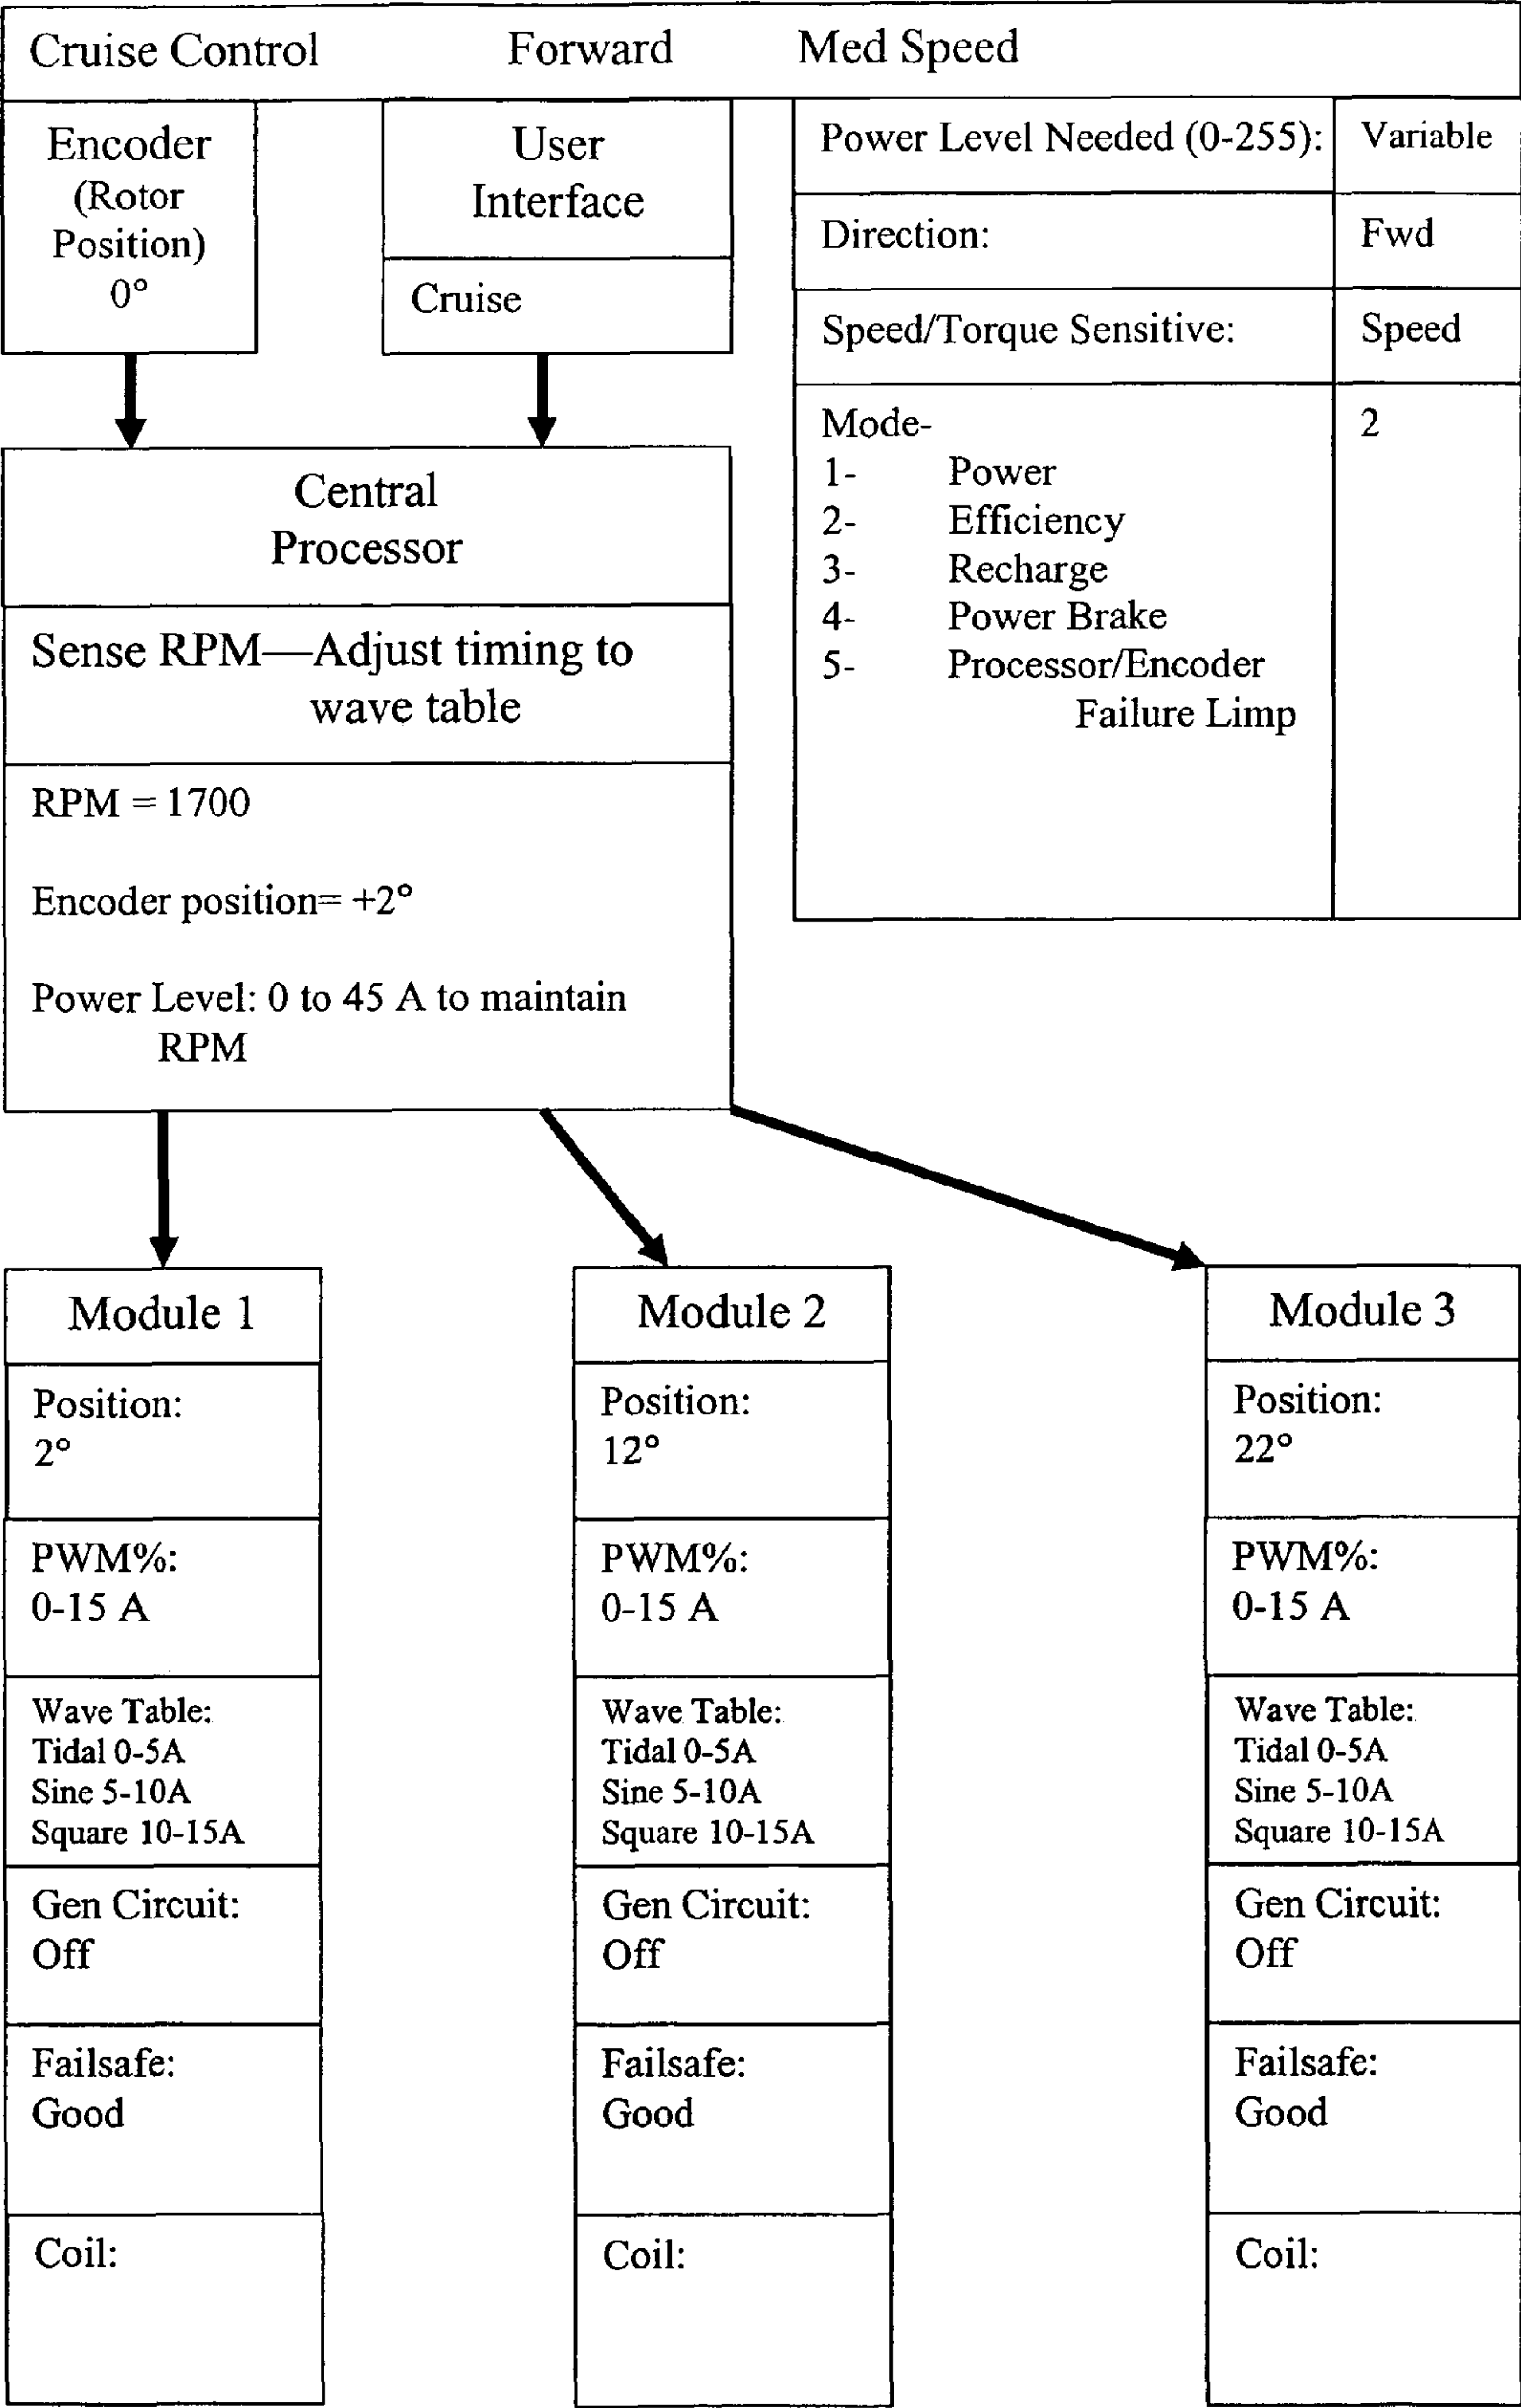 Cruise Control Forward Med Speed
Encoder
(Rotor
Position)
0°
User
Interface
Cruise
Power Level Needed (0-255): Variable
Direction: Fwd
Speed/Torque Sensitive: Speed
Mode- 2
1- Power
2- Efficiency
3- Recharge
4- Power Brake
5- Processor/Encoder
Failure Limp
Central
Processor
Sense RPM—Adjust timing to
wave table
RPM = 1700
Encoder position= +2°
Power Level: 0 to 45 A to maintain
RPM
Module 1
Position:
2°
PWM%:
0-15 A
Wave Table:
Tidal 0-5A
Sine 5-10A
Square 10-15A
Gen Circuit:
Off
Failsafe:
Good
Coil:
Module 2
Position:
12°
PWM%:
0-15 A
Wave Table:
Tidal 0-5A
Sine 5-10A
Square 10-15A
Gen Circuit:
Off
Failsafe:
Good
Coil:
Module 3
Position:
22°
PWM%:
0-15 A
Wave Table:
Tidal 0-5A
Sine 5-10A
Square 10-15A
Gen Circuit:
Off
Failsafe:
Good
Coil: